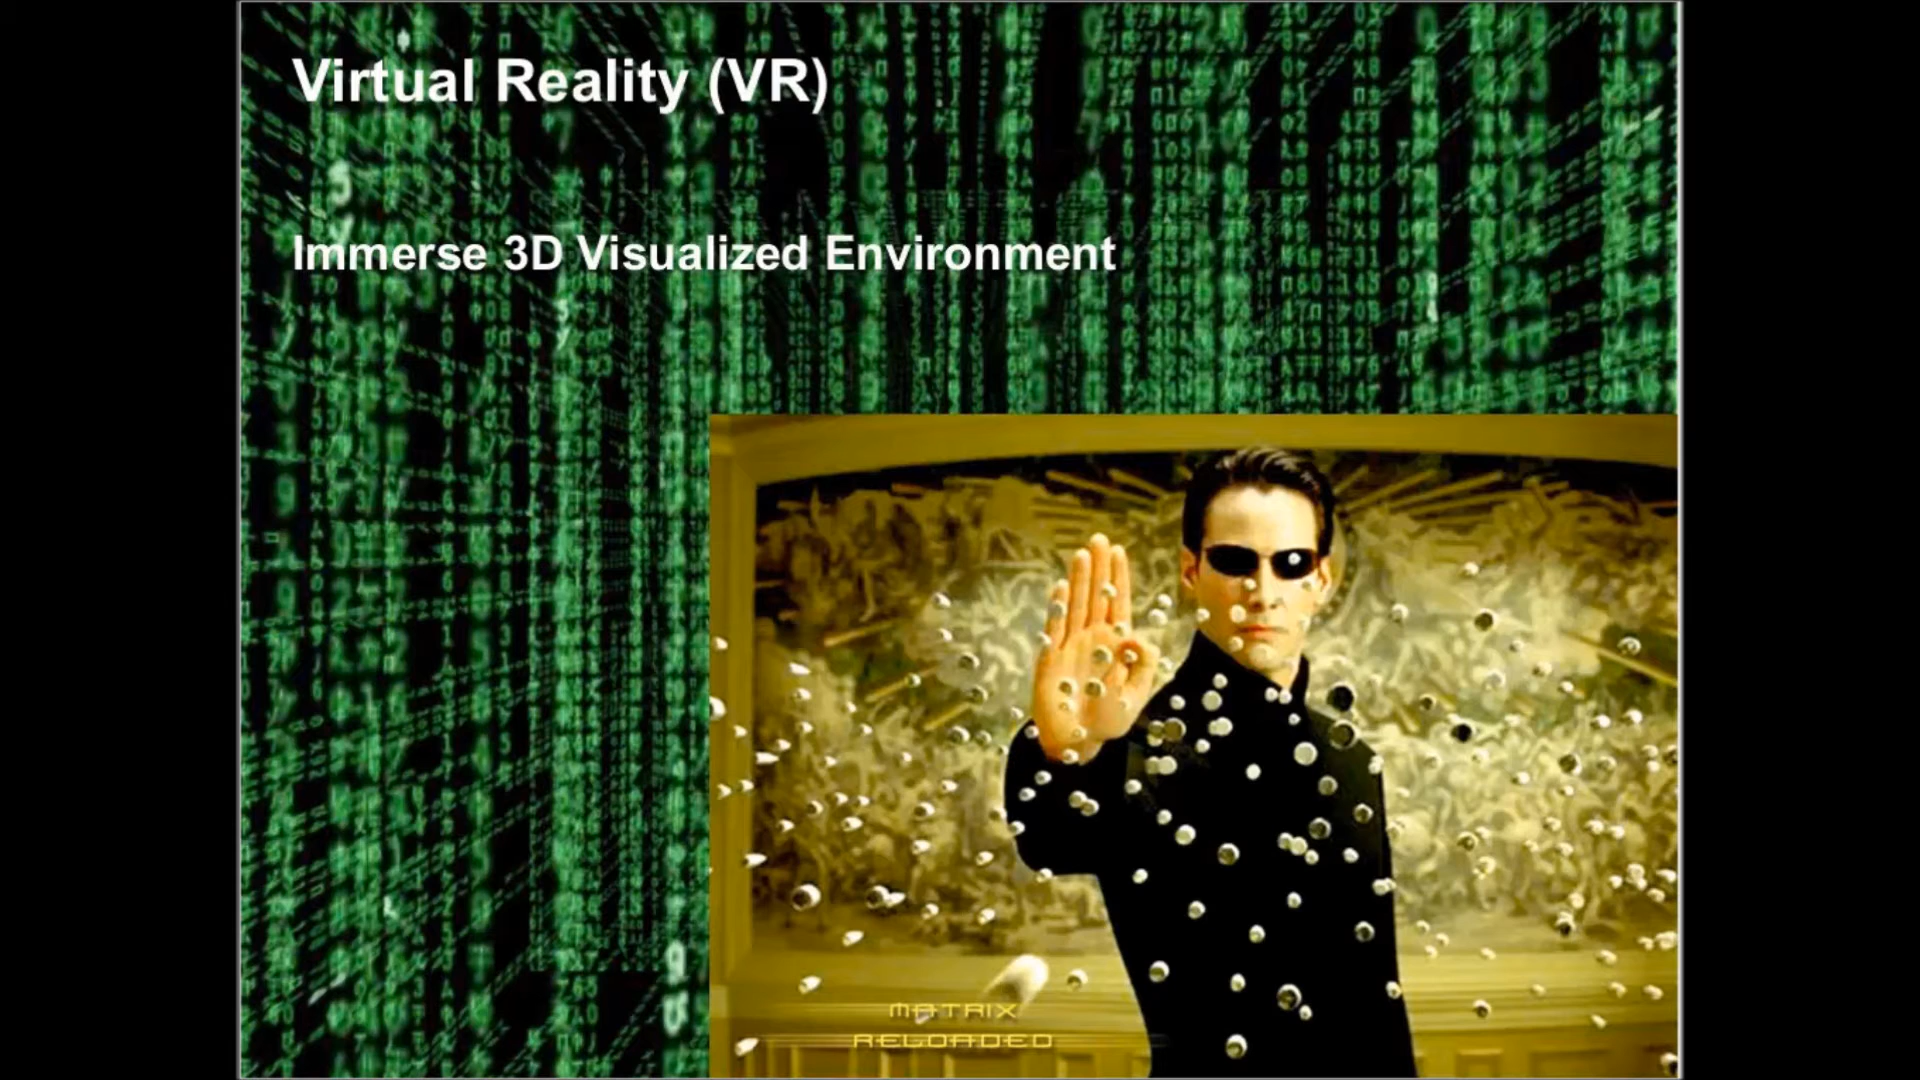 Virtual Reality (VR)
Immerse 3D Visualized Environment
MATRIX
RELOADED